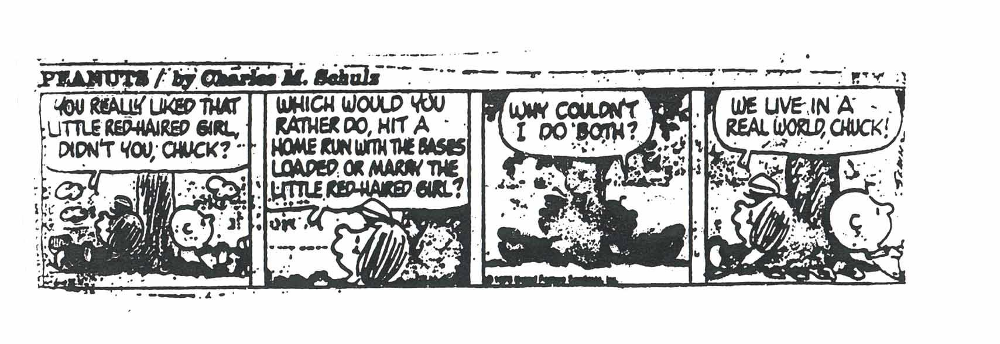 PEANUTS / by Charles M. Schulz
YOU REALLY LIKED THAT
LITTLE RED-HAIRED GIRL,
DIDN'T YOU, CHUCK?
WHICH WOULD YOU
RATHER DO, HIT A
HOME RUN WITH THE BASES
LOADED OR MARRY THE
LITTLE RED-HAIRED GIRL?
WHY COULDN'T
I DO BOTH?
WE LIVE IN A
REAL WORLD, CHUCK!